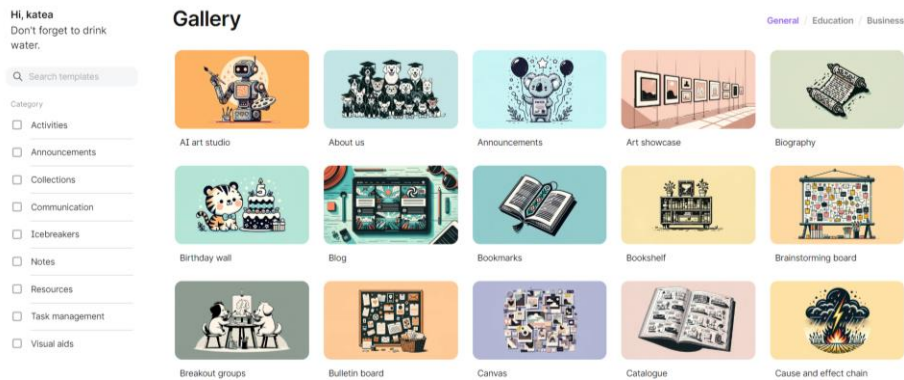 Hi, katea
Don't forget to drink
water.
Search templates
Category
Activities
Announcements
Collections
Communication
Icebreakers
Notes
Resources
Task management
Visual aids
Gallery
General / Education / Business
AI art studio
About us
Announcements
Art showcase
Biography
Birthday wall
5
Blog
Bookmarks
Bookshelf
Brainstorming board
Breakout groups
Bulletin board
Canvas
Catalogue
Cause and effect chain